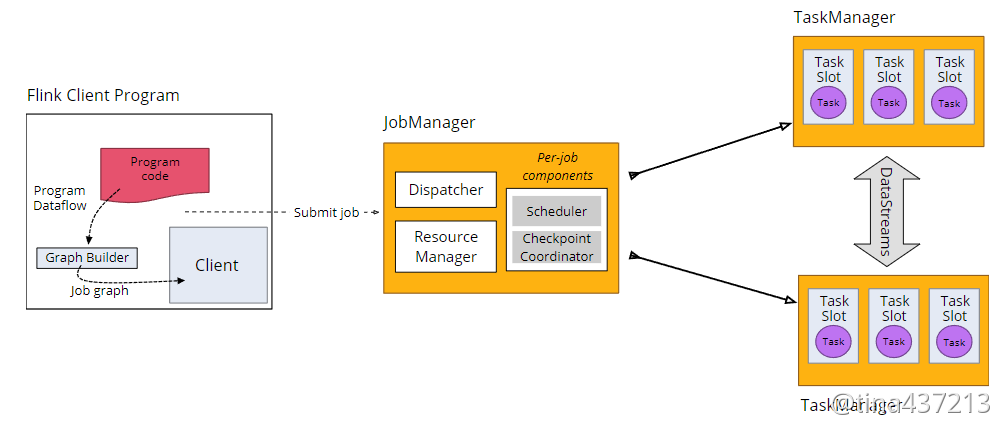 Flink Client Program
Program
code
Program
Dataflow
Graph Builder
Job graph
Client
Submit job
JobManager
Per-job
components
Dispatcher
Resource
Manager
Scheduler
Checkpoint
Coordinator
TaskManager
Task
Slot
Task
Task
Slot
Task
Task
Slot
Task
DataStreams
Task
Slot
Task
Task
Slot
Task
Task
Slot
Task
TaskManager
@tina437213